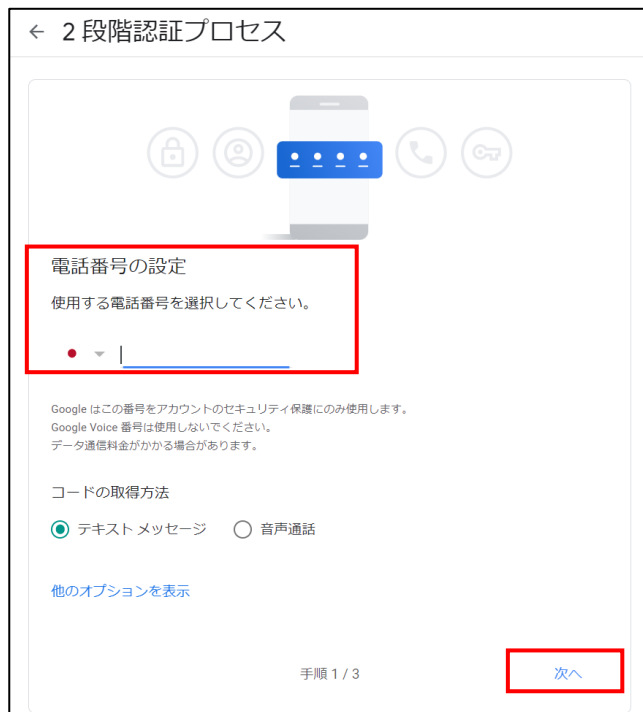 ← 2 段階認証プロセス
電話番号の設定
使用する電話番号を選択してください。
Google はこの番号をアカウントのセキュリティ保護にのみ使用します。
Google Voice 番号は使用しないでください。
データ通信料金がかかる場合があります。
コードの取得方法
テキスト メッセージ 音声通話
他のオプションを表示
手順 1 / 3 次へ